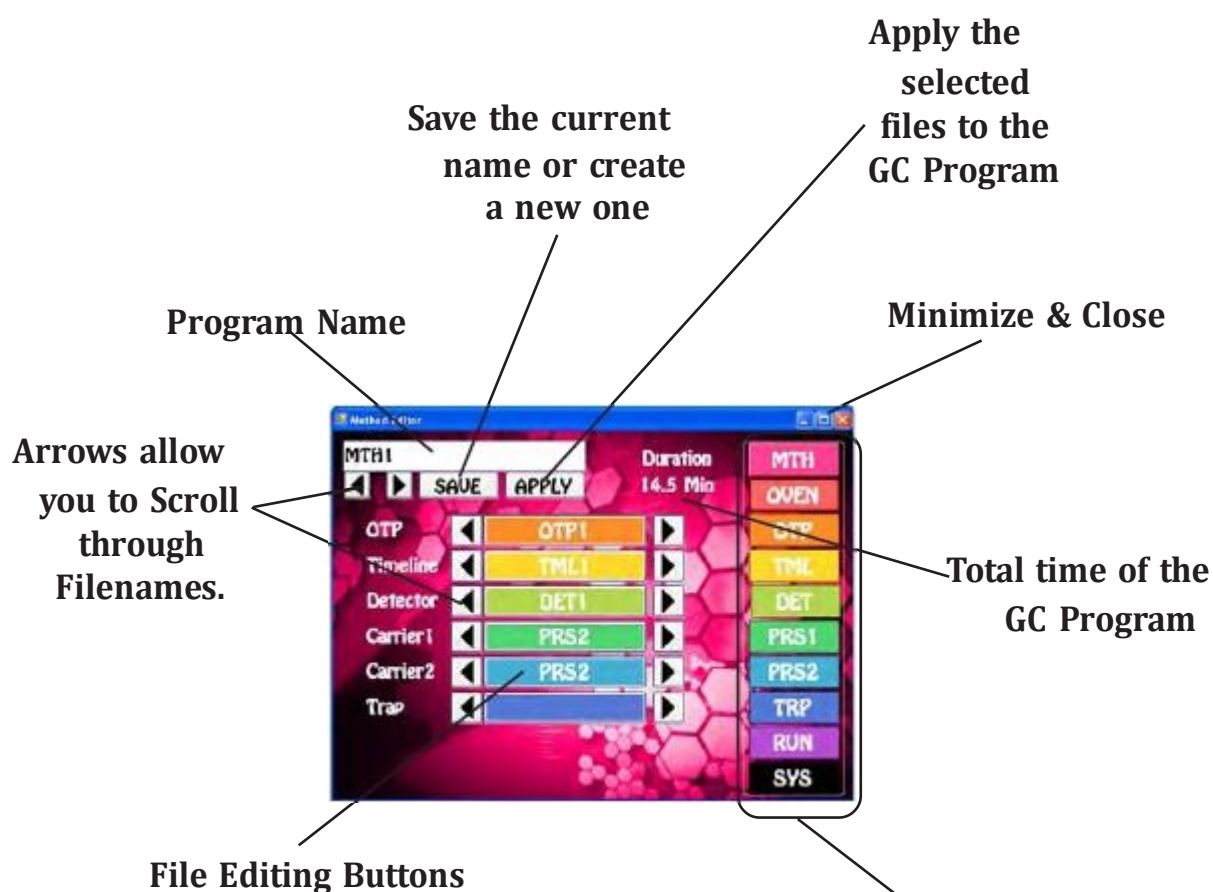 Apply the
selected
files to the
GC Program
Save the current
name or create
a new one
Program Name
Minimize & Close
Method Editor
MTH1
SAVE APPLY
Duration
14.5 Min
Arrows allow
you to Scroll
through
Filenames.
OTP OTP1
Timeline TML1
Detector DET1
Carrier1 PRS2
Carrier2 PRS2
Trap
MTH
OVEN
OTP
TML
DET
PRS1
PRS2
TRP
RUN
SYS
Total time of the
GC Program
File Editing Buttons